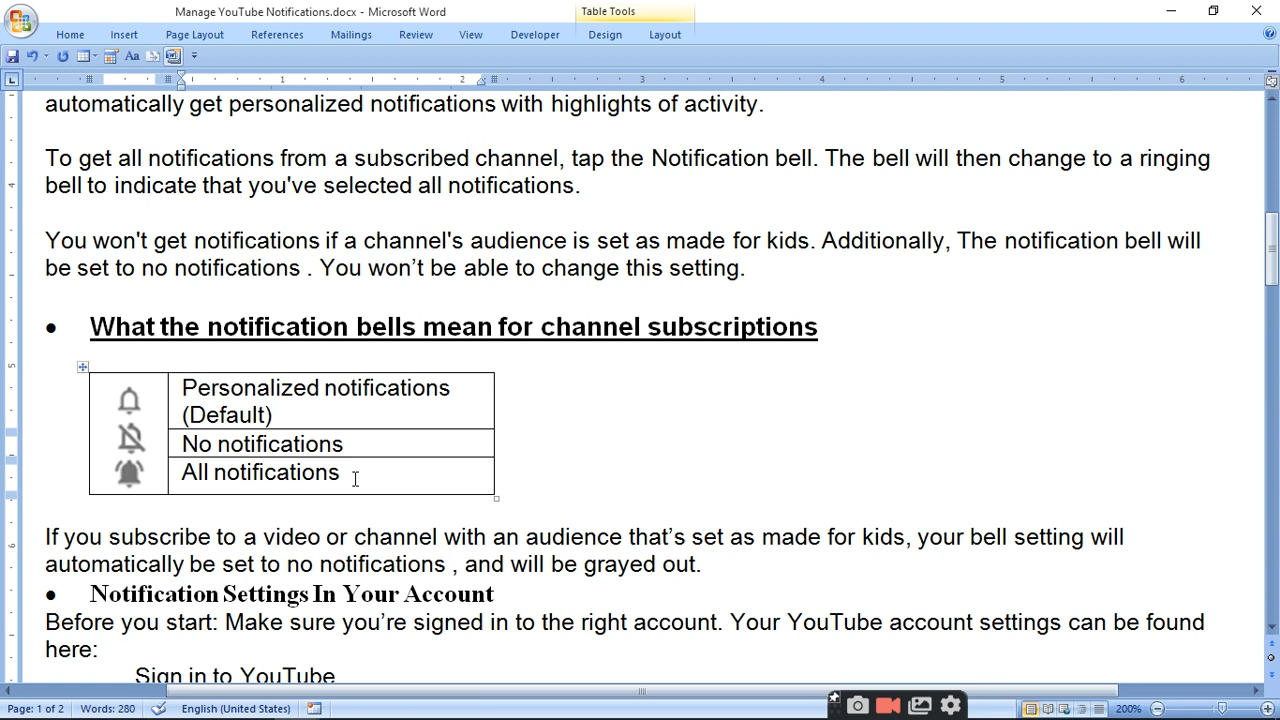 Manage YouTube Notifications.docx - Microsoft Word
Table Tools
Home Insert Page Layout References Mailings Review View Developer Design Layout
Aa
1 2 3 4 5 6
automatically get personalized notifications with highlights of activity.
To get all notifications from a subscribed channel, tap the Notification bell. The bell will then change to a ringing
bell to indicate that you've selected all notifications.
You won't get notifications if a channel's audience is set as made for kids. Additionally, The notification bell will
be set to no notifications . You won’t be able to change this setting.
• What the notification bells mean for channel subscriptions
Personalized notifications
(Default)
No notifications
All notifications
If you subscribe to a video or channel with an audience that’s set as made for kids, your bell setting will
automatically be set to no notifications , and will be grayed out.
• Notification Settings In Your Account
Before you start: Make sure you’re signed in to the right account. Your YouTube account settings can be found
here:
Sign in to YouTube
Page: 1 of 2 Words: 280 English (United States) 200%